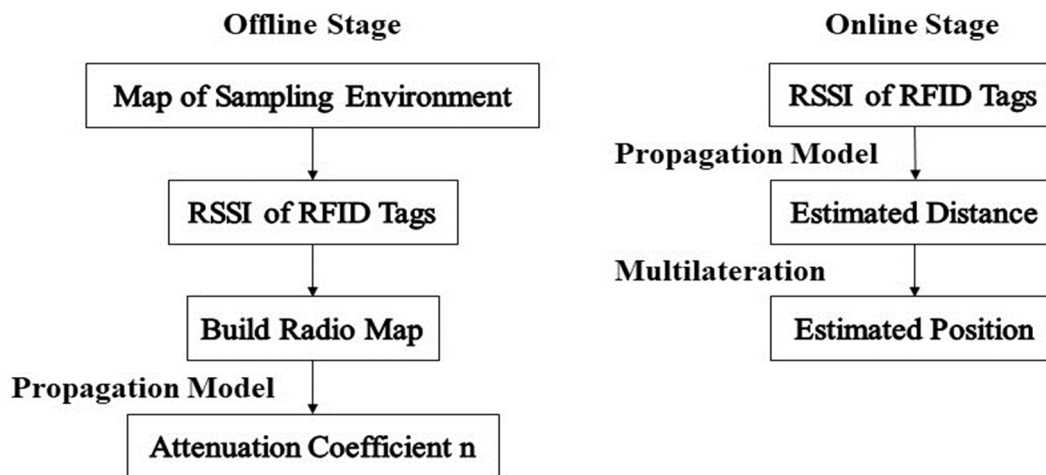 Offline Stage
Map of Sampling Environment
RSSI of RFID Tags
Build Radio Map
Propagation Model
Attenuation Coefficient n
Online Stage
RSSI of RFID Tags
Propagation Model
Estimated Distance
Multilateration
Estimated Position